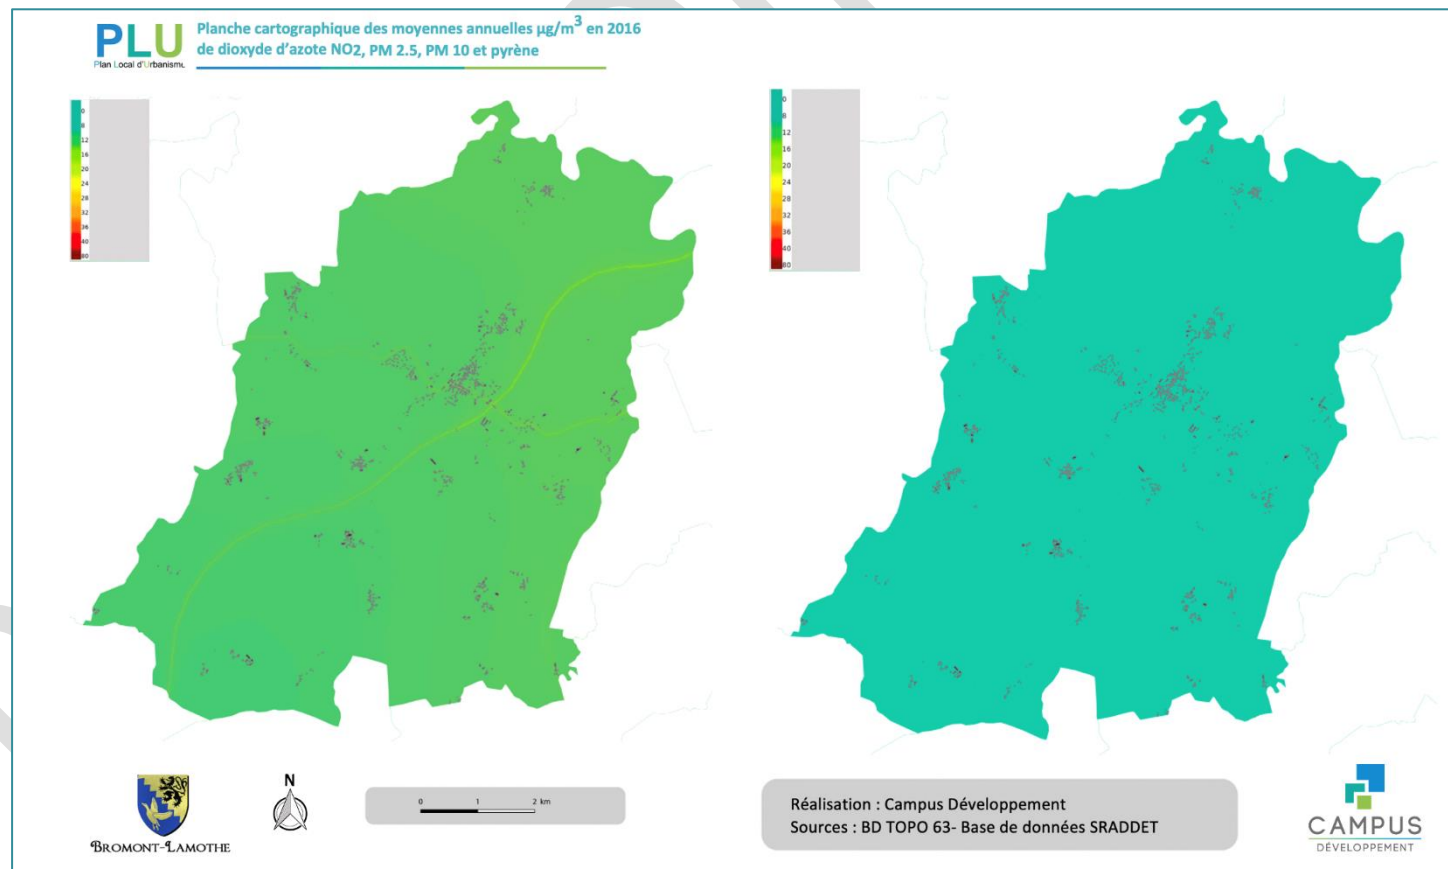 PLU
Plan Local d'Urbanisme
Planche cartographique des moyennes annuelles µg/m³ en 2016
de dioxyde d'azote NO2, PM 2.5, PM 10 et pyrène
0
8
12
16
20
24
28
32
36
40
80
0
8
12
16
20
24
28
32
36
40
80
BROMONT-LAMOTHE
N
0 1 2 km
Réalisation : Campus Développement
Sources : BD TOPO 63- Base de données SRADDET
CAMPUS
DÉVELOPPEMENT